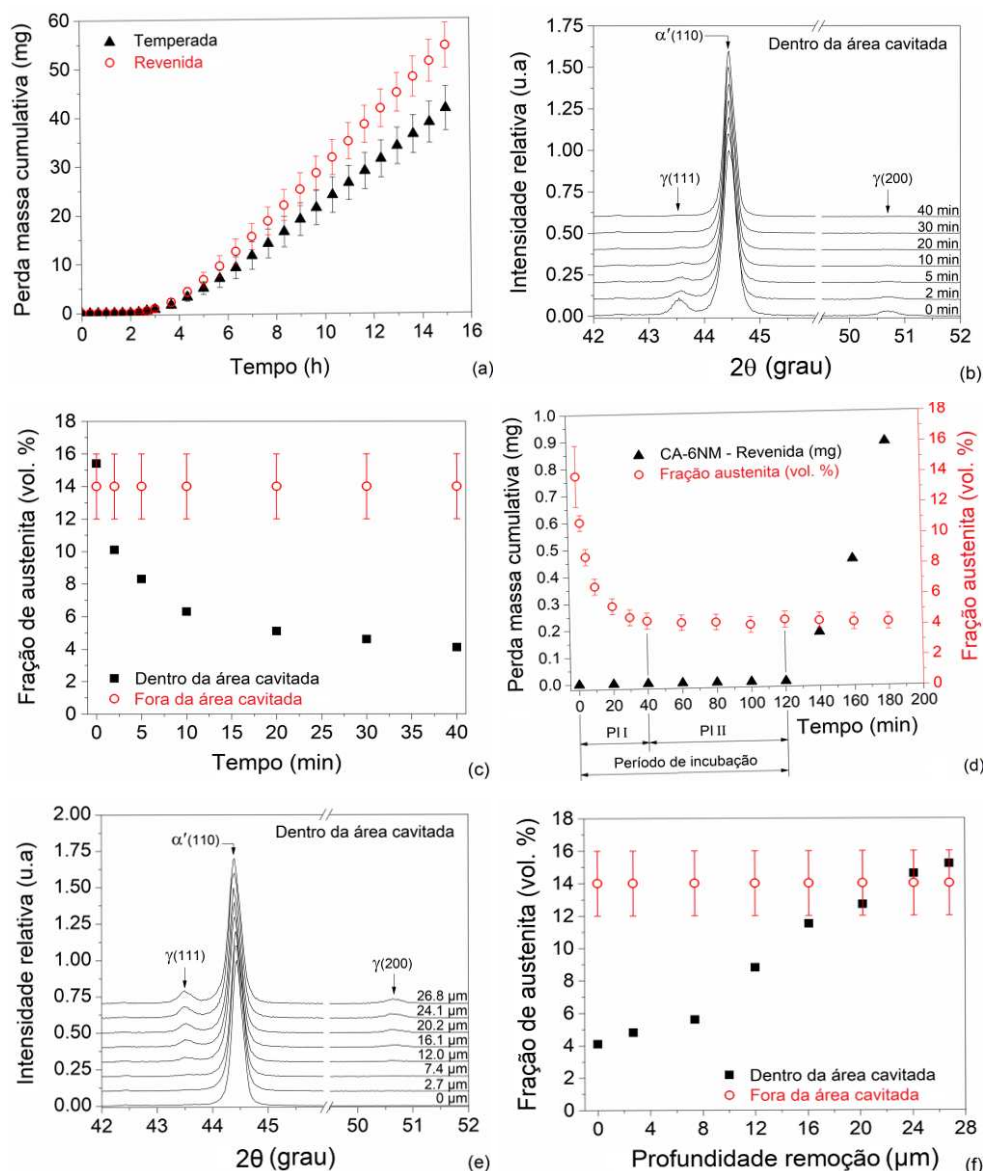 60
50
40
30
20
10
0
Perda massa cumulativa (mg)
Temperada
Revenida
0 2 4 6 8 10 12 14 16
Tempo (h)
(a)
1.75
1.50
1.25
1.00
0.75
0.50
0.25
0.00
Intensidade relativa (u.a)
α′(110)
Dentro da área cavitada
γ(111)
γ(200)
40 min
30 min
20 min
10 min
5 min
2 min
0 min
42 43 44 45 50 51 52
2θ (grau)
(b)
18
16
14
12
10
8
6
4
2
0
Fração de austenita (vol. %)
Dentro da área cavitada
Fora da área cavitada
0 5 10 15 20 25 30 35 40
Tempo (min)
(c)
1.0
0.9
0.8
0.7
0.6
0.5
0.4
0.3
0.2
0.1
0.0
Perda massa cumulativa (mg)
CA-6NM - Revenida (mg)
Fração austenita (vol. %)
18
16
14
12
10
8
6
4
2
0
Fração austenita (vol. %)
0 20 40 60 80 100 120 140 160 180 200
Tempo (min)
PI I
PI II
Período de incubação
(d)
2.00
1.75
1.50
1.25
1.00
0.75
0.50
0.25
0.00
Intensidade relativa (u.a)
α′(110)
Dentro da área cavitada
γ(111)
γ(200)
26.8 µm
24.1 µm
20.2 µm
16.1 µm
12.0 µm
7.4 µm
2.7 µm
0 µm
42 43 44 45 50 51 52
2θ (grau)
(e)
18
16
14
12
10
8
6
4
2
0
Fração de austenita (vol. %)
Dentro da área cavitada
Fora da área cavitada
0 4 8 12 16 20 24 28
Profundidade remoção (µm)
(f)